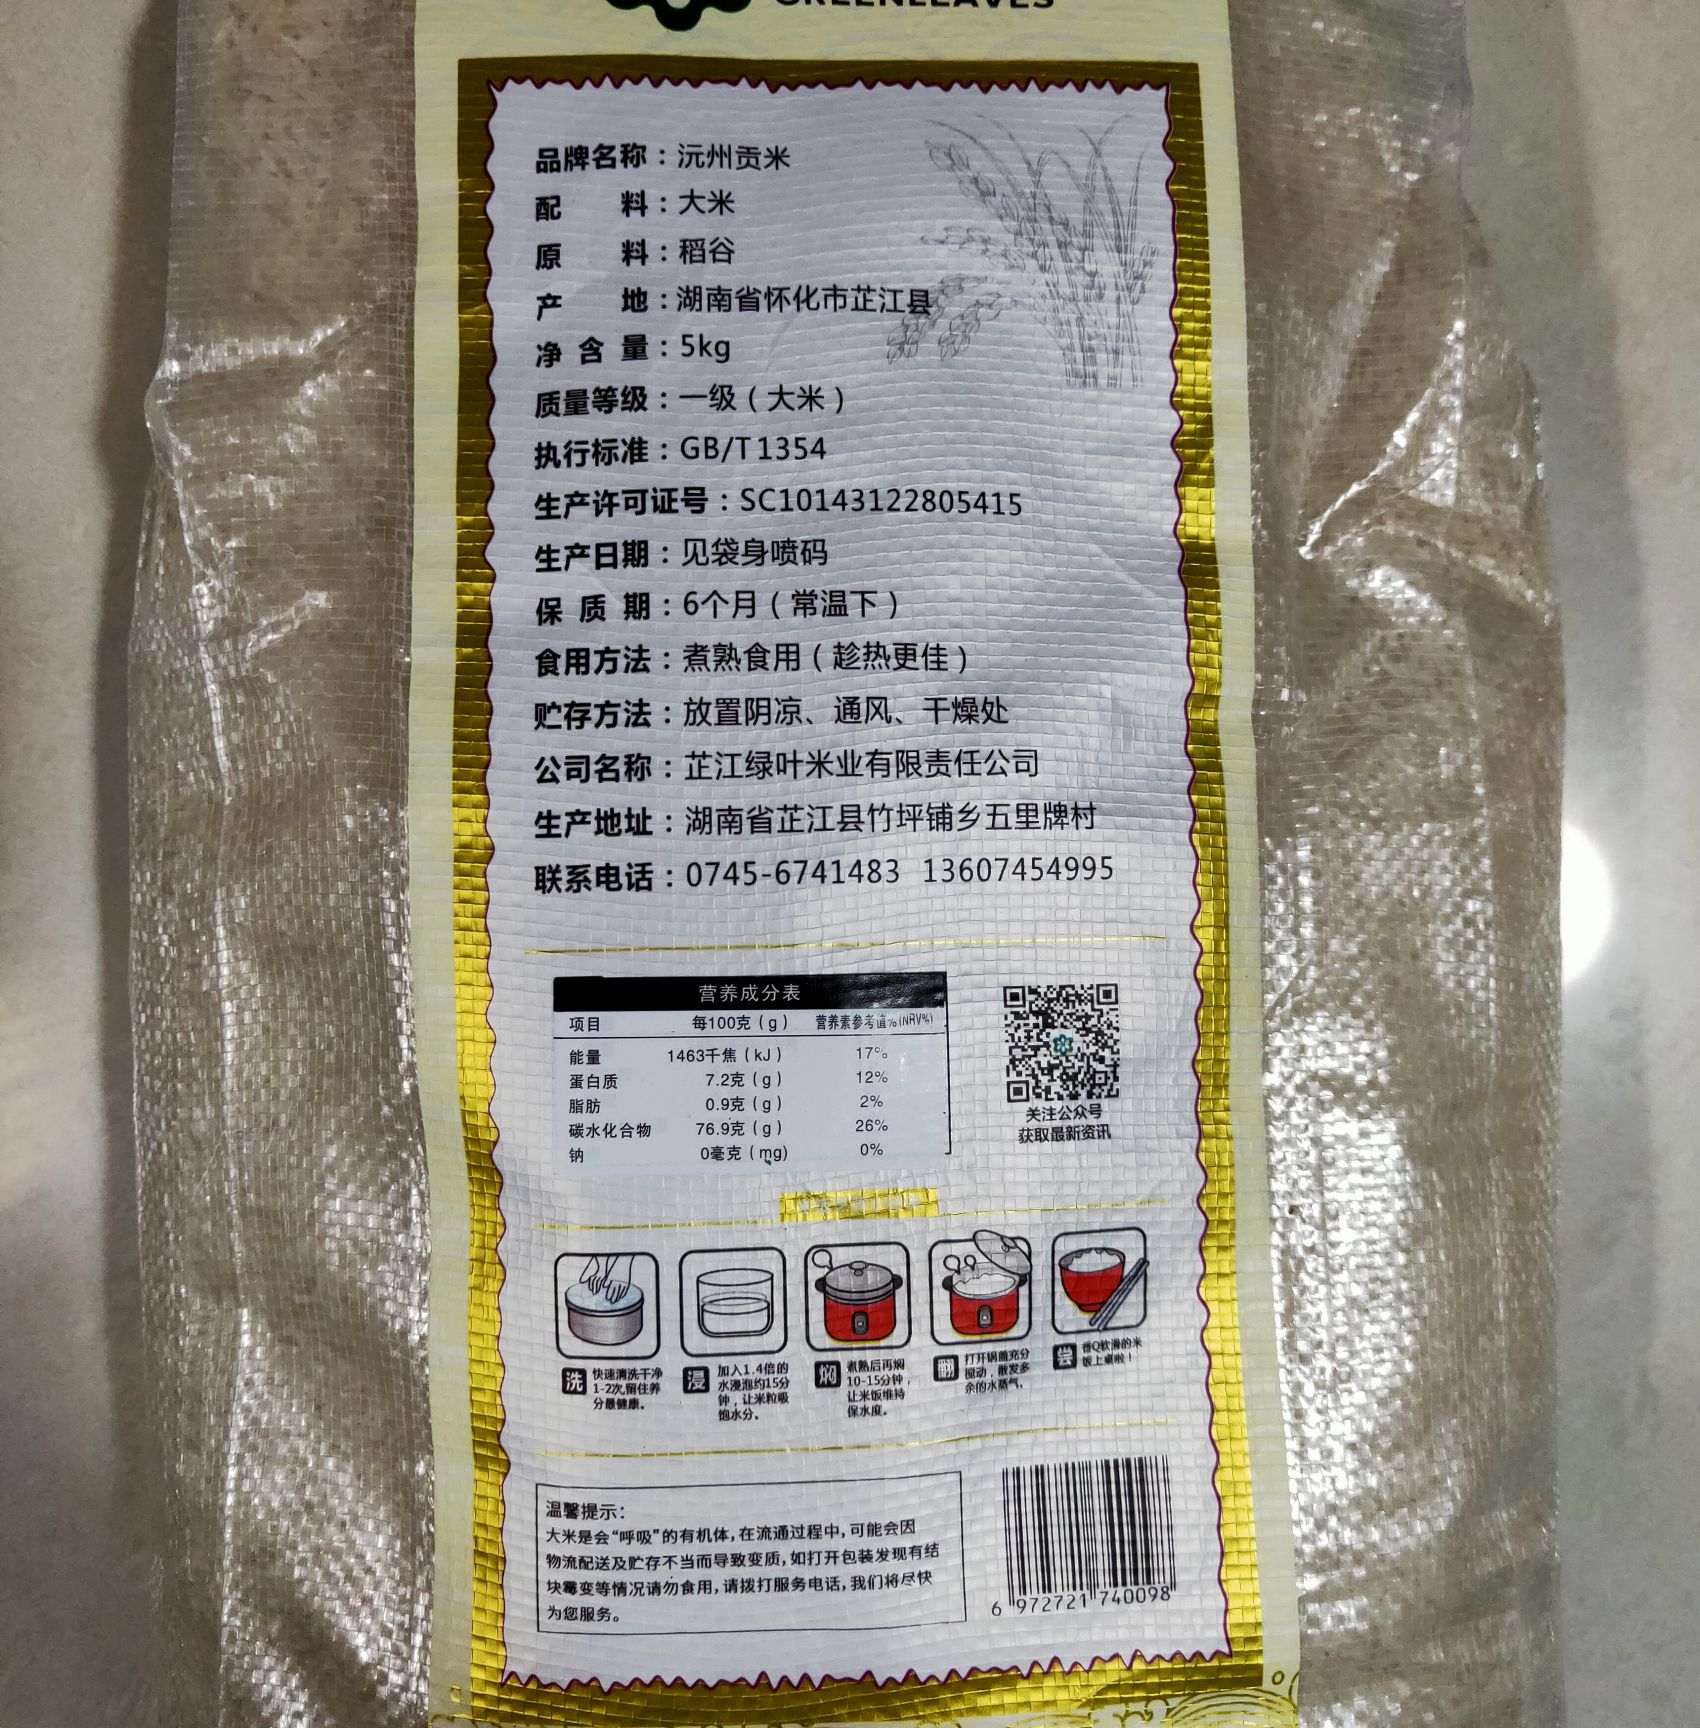 GREENLEAVES
品牌名称：沅州贡米
配 料：大米
原 料：稻谷
产 地：湖南省怀化市芷江县
净 含 量：5kg
质量等级：一级（大米）
执行标准：GB/T1354
生产许可证号：SC10143122805415
生产日期：见袋身喷码
保 质 期：6个月（常温下）
食用方法：煮熟食用（趁热更佳）
贮存方法：放置阴凉、通风、干燥处
公司名称：芷江绿叶米业有限责任公司
生产地址：湖南省芷江县竹坪铺乡五里牌村
联系电话：0745-6741483 13607454995
营养成分表
项目 每100克（g） 营养素参考值%(NRV%)
能量 1463千焦（kJ） 17%
蛋白质 7.2克（g） 12%
脂肪 0.9克（g） 2%
碳水化合物 76.9克（g） 26%
钠 0毫克（mg） 0%
关注公众号
获取最新资讯
洗 快速清洗干净
1-2次,留住养
分最健康。
浸 加入1.4倍的
水浸泡约15分
钟，让米粒吸
饱水分。
焖 煮熟后再焖
10-15分钟，
让米饭维持
保水度。
翻 打开锅盖充分
搅动，散发多
余的水蒸气。
尝 香Q软滑的米
饭上桌啦！
温馨提示：
大米是会“呼吸”的有机体，在流通过程中，可能会因
物流配送及贮存不当而导致变质，如打开包装发现有结
块霉变等情况请勿食用，请拨打服务电话，我们将尽快
为您服务。
6 972721 740098